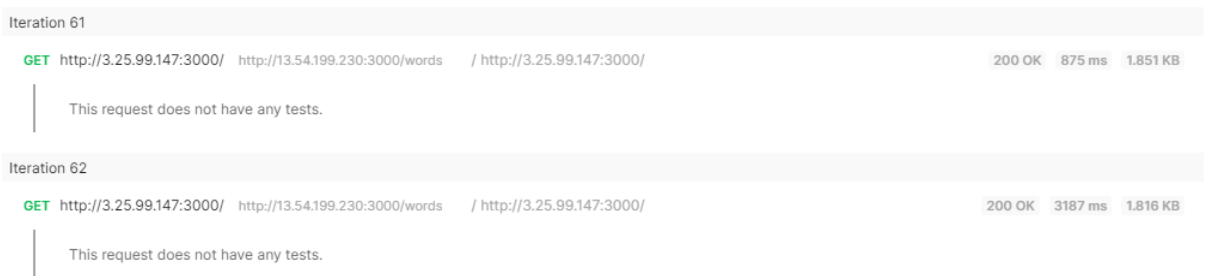 Iteration 61
GET http://3.25.99.147:3000/ http://13.54.199.230:3000/words / http://3.25.99.147:3000/ 200 OK 875 ms 1.851 KB
This request does not have any tests.
Iteration 62
GET http://3.25.99.147:3000/ http://13.54.199.230:3000/words / http://3.25.99.147:3000/ 200 OK 3187 ms 1.816 KB
This request does not have any tests.